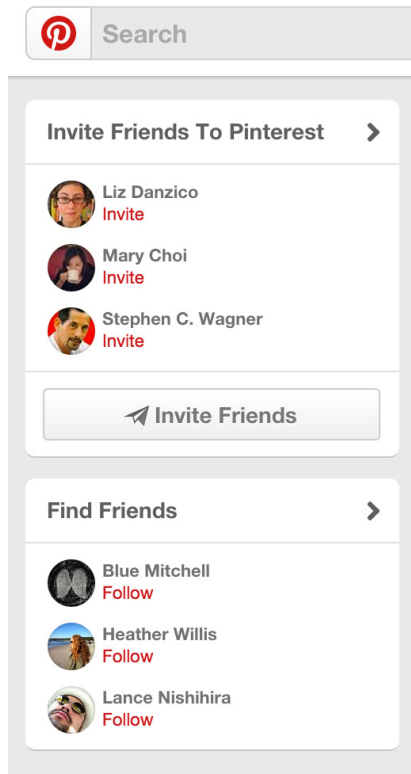 Search
Invite Friends To Pinterest
Liz Danzico
Invite
Mary Choi
Invite
Stephen C. Wagner
Invite
Invite Friends
Find Friends
Blue Mitchell
Follow
Heather Willis
Follow
Lance Nishihira
Follow